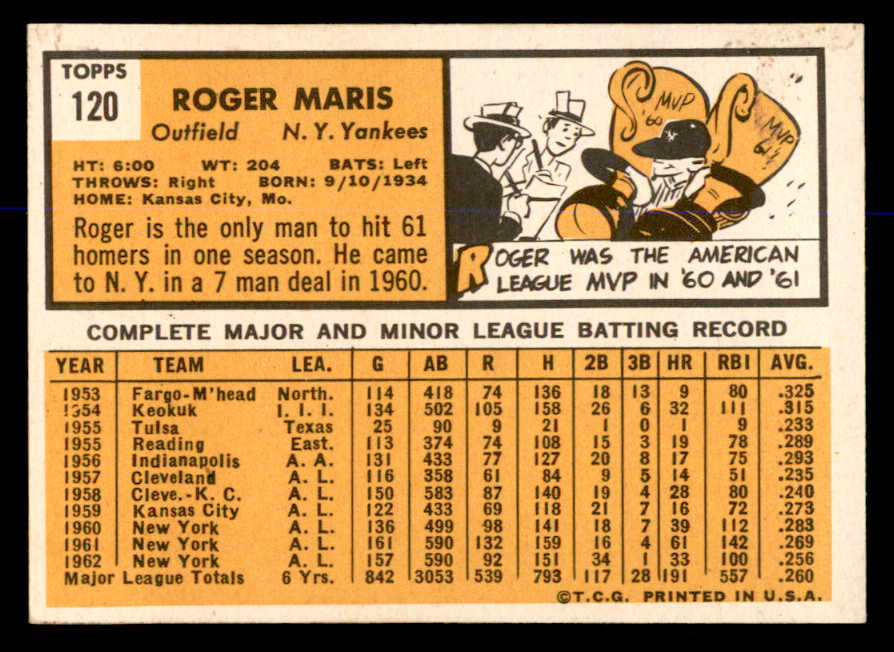 TOPPS
120
ROGER MARIS
Outfield N.Y. Yankees
HT: 6:00 WT: 204 BATS: Left
THROWS: Right BORN: 9/10/1934
HOME: Kansas City, Mo.
Roger is the only man to hit 61
homers in one season. He came
to N. Y. in a 7 man deal in 1960.
MVP
'60
MVP
61
NY
ROGER WAS THE AMERICAN
LEAGUE MVP IN '60 AND '61
COMPLETE MAJOR AND MINOR LEAGUE BATTING RECORD
YEAR TEAM LEA. G AB R H 2B 3B HR RBI AVG.
1953 Fargo-M'head North. 114 418 74 136 18 13 9 80 .325
1954 Keokuk I. I. I. 134 502 105 158 26 6 32 111 .315
1955 Tulsa Texas 25 90 9 21 1 0 1 9 .233
1955 Reading East. 113 374 74 108 15 3 19 78 .289
1956 Indianapolis A. A. 131 433 77 127 20 8 17 75 .293
1957 Cleveland A. L. 116 358 61 84 9 5 14 51 .235
1958 Cleve.-K. C. A. L. 150 583 87 140 19 4 28 80 .240
1959 Kansas City A. L. 122 433 69 118 21 7 16 72 .273
1960 New York A. L. 136 499 98 141 18 7 39 112 .283
1961 New York A. L. 161 590 132 159 16 4 61 142 .269
1962 New York A. L. 157 590 92 151 34 1 33 100 .256
Major League Totals 6 Yrs. 842 3053 539 793 117 28 191 557 .260
©T.C.G. PRINTED IN U.S.A.